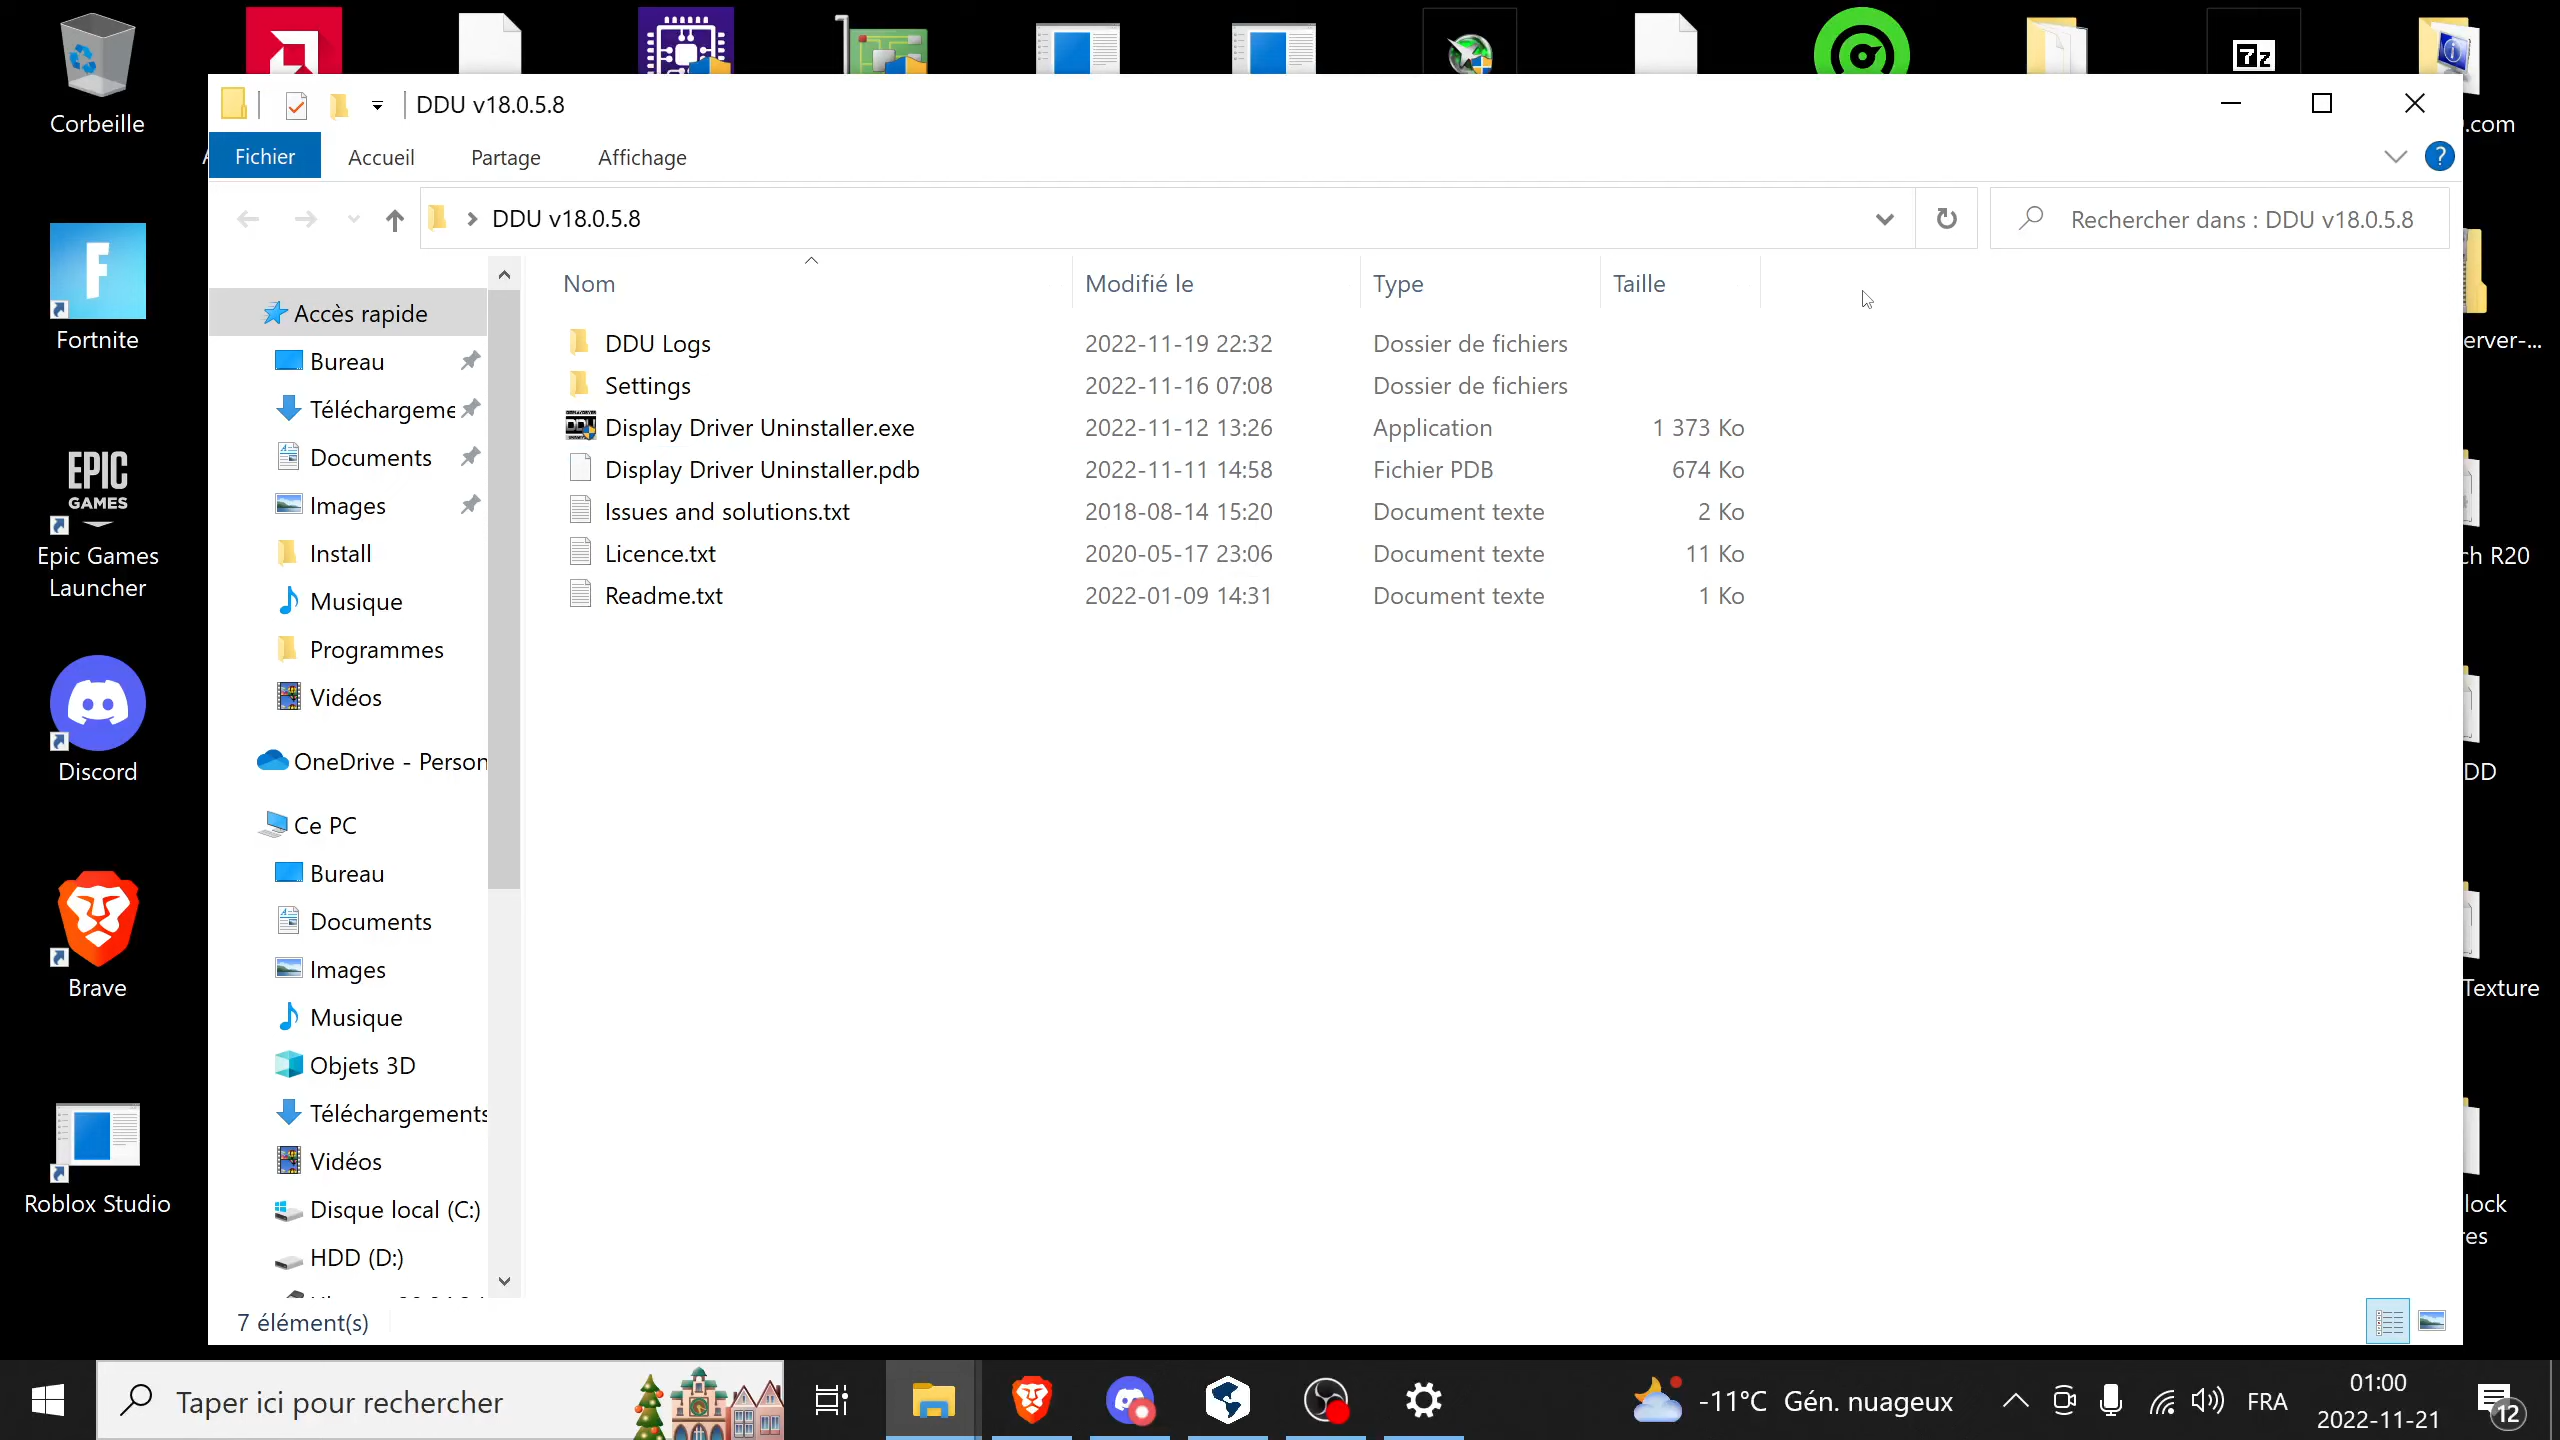 Corbeille
DDU v18.0.5.8
Fichier
Accueil
Partage
Affichage
?
DDU v18.0.5.8
Rechercher dans : DDU v18.0.5.8
Nom
Modifié le
Type
Taille
Accès rapide
Bureau
Téléchargeme
Documents
Images
Install
Musique
Programmes
Vidéos
OneDrive - Person
Ce PC
Bureau
Documents
Images
Musique
Objets 3D
Téléchargements
Vidéos
Disque local (C:)
HDD (D:)
DDU Logs 2022-11-19 22:32 Dossier de fichiers
Settings 2022-11-16 07:08 Dossier de fichiers
Display Driver Uninstaller.exe 2022-11-12 13:26 Application 1 373 Ko
Display Driver Uninstaller.pdb 2022-11-11 14:58 Fichier PDB 674 Ko
Issues and solutions.txt 2018-08-14 15:20 Document texte 2 Ko
Licence.txt 2020-05-17 23:06 Document texte 11 Ko
Readme.txt 2022-01-09 14:31 Document texte 1 Ko
7 élément(s)
Fortnite
EPIC
GAMES
Epic Games
Launcher
Discord
Brave
Roblox Studio
7z
.com
erver-...
ch R20
DD
Texture
lock
res
Taper ici pour rechercher
-11°C Gén. nuageux
FRA
01:00
2022-11-21
12